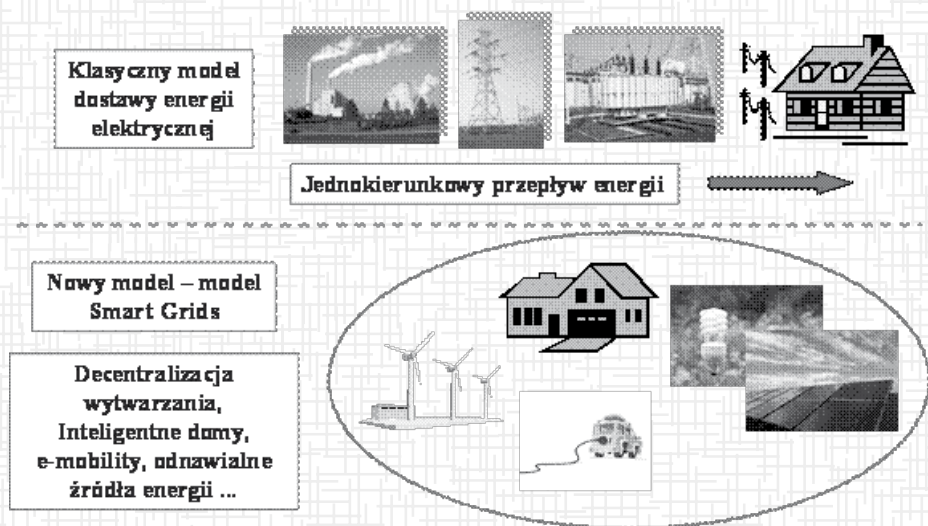 Klasyczny model
dostawy energii
elektrycznej
Jednokierunkowy przepływ energii
Nowy model – model
Smart Grids
Decentralizacja
wytwarzania,
Inteligentne domy,
e-mobility, odnawialne
źródła energii ...